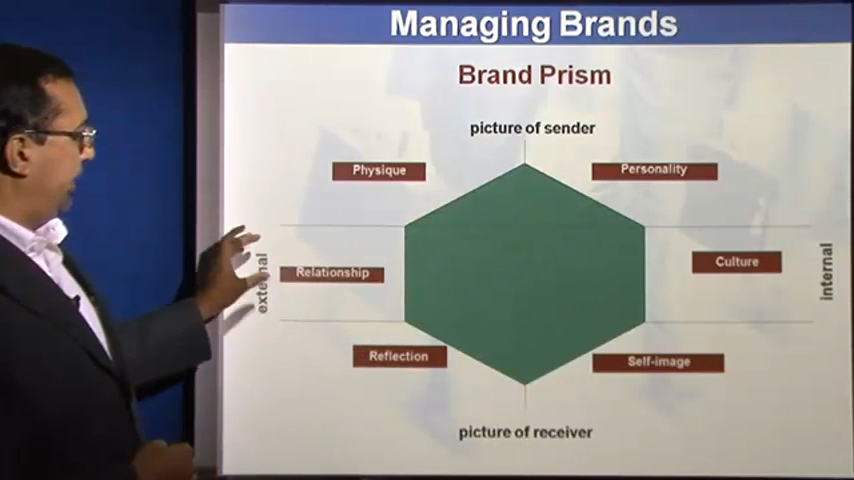 Managing Brands
Brand Prism
picture of sender
Physique
Personality
external
Relationship
Culture
internal
Reflection
Self-image
picture of receiver